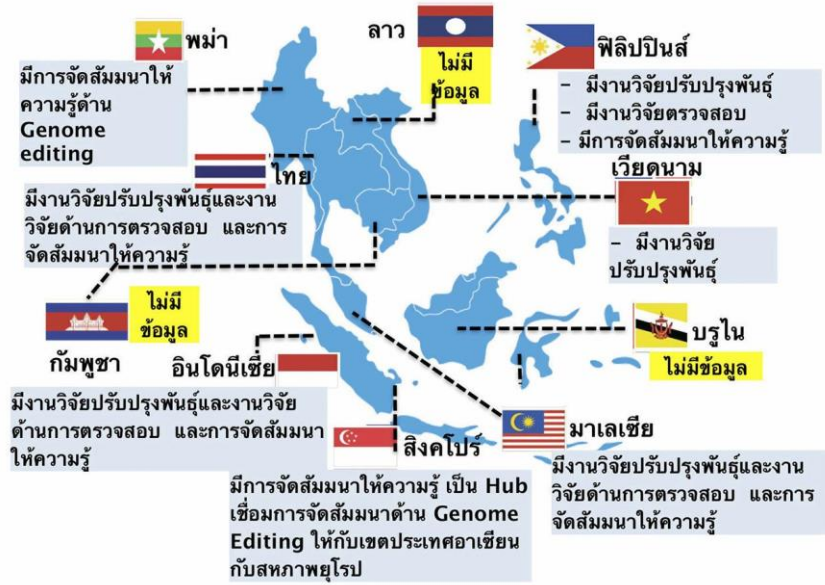 พม่า
มีการจัดสัมมนาให้
ความรู้ด้าน
Genome
editing
ลาว
ไม่มี
ข้อมูล
ฟิลิปปินส์
- มีงานวิจัยปรับปรุงพันธุ์
- มีงานวิจัยตรวจสอบ
- มีการจัดสัมมนาให้ความรู้
ไทย
มีงานวิจัยปรับปรุงพันธุ์และงาน
วิจัยด้านการตรวจสอบ และการ
จัดสัมมนาให้ความรู้
เวียดนาม
- มีงานวิจัย
ปรับปรุงพันธุ์
ไม่มี
ข้อมูล
กัมพูชา
บรูไน
ไม่มีข้อมูล
อินโดนีเซีย
มีงานวิจัยปรับปรุงพันธุ์และงานวิจัย
ด้านการตรวจสอบ และการจัดสัมมนา
ให้ความรู้
สิงคโปร์
มีการจัดสัมมนาให้ความรู้ เป็น Hub
เชื่อมการจัดสัมมนาด้าน Genome
Editing ให้กับเขตประเทศอาเซียน
กับสหภาพยุโรป
มาเลเซีย
มีงานวิจัยปรับปรุงพันธุ์และงาน
วิจัยด้านการตรวจสอบ และการ
จัดสัมมนาให้ความรู้